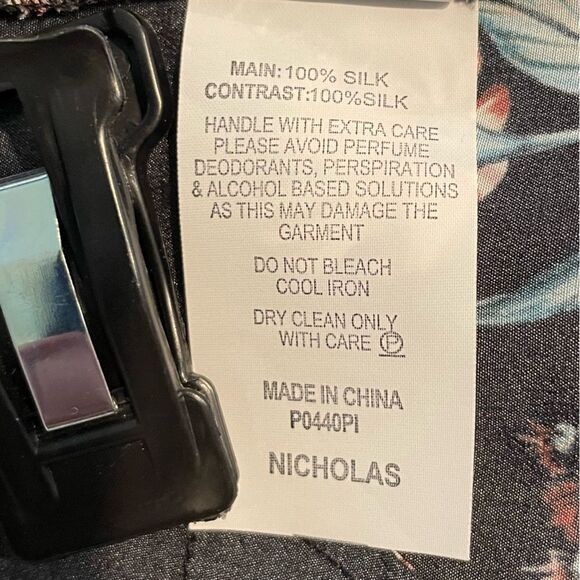 MAIN:100% SILK
CONTRAST:100%SILK
HANDLE WITH EXTRA CARE
PLEASE AVOID PERFUME
DEODORANTS, PERSPIRATION
& ALCOHOL BASED SOLUTIONS
AS THIS MAY DAMAGE THE
GARMENT
DO NOT BLEACH
COOL IRON
DRY CLEAN ONLY
WITH CARE Ⓟ
MADE IN CHINA
P0440PI
NICHOLAS